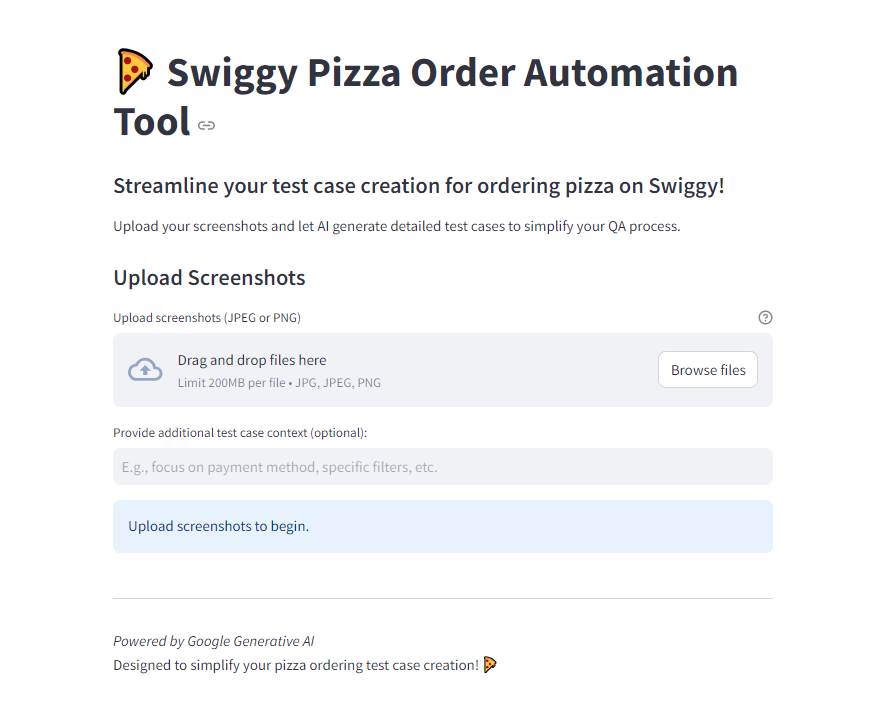 🍕 Swiggy Pizza Order Automation
Tool
Streamline your test case creation for ordering pizza on Swiggy!
Upload your screenshots and let AI generate detailed test cases to simplify your QA process.
Upload Screenshots
Upload screenshots (JPEG or PNG)
Drag and drop files here
Limit 200MB per file • JPG, JPEG, PNG
Browse files
Provide additional test case context (optional):
E.g., focus on payment method, specific filters, etc.
Upload screenshots to begin.
Powered by Google Generative AI
Designed to simplify your pizza ordering test case creation! 🍕